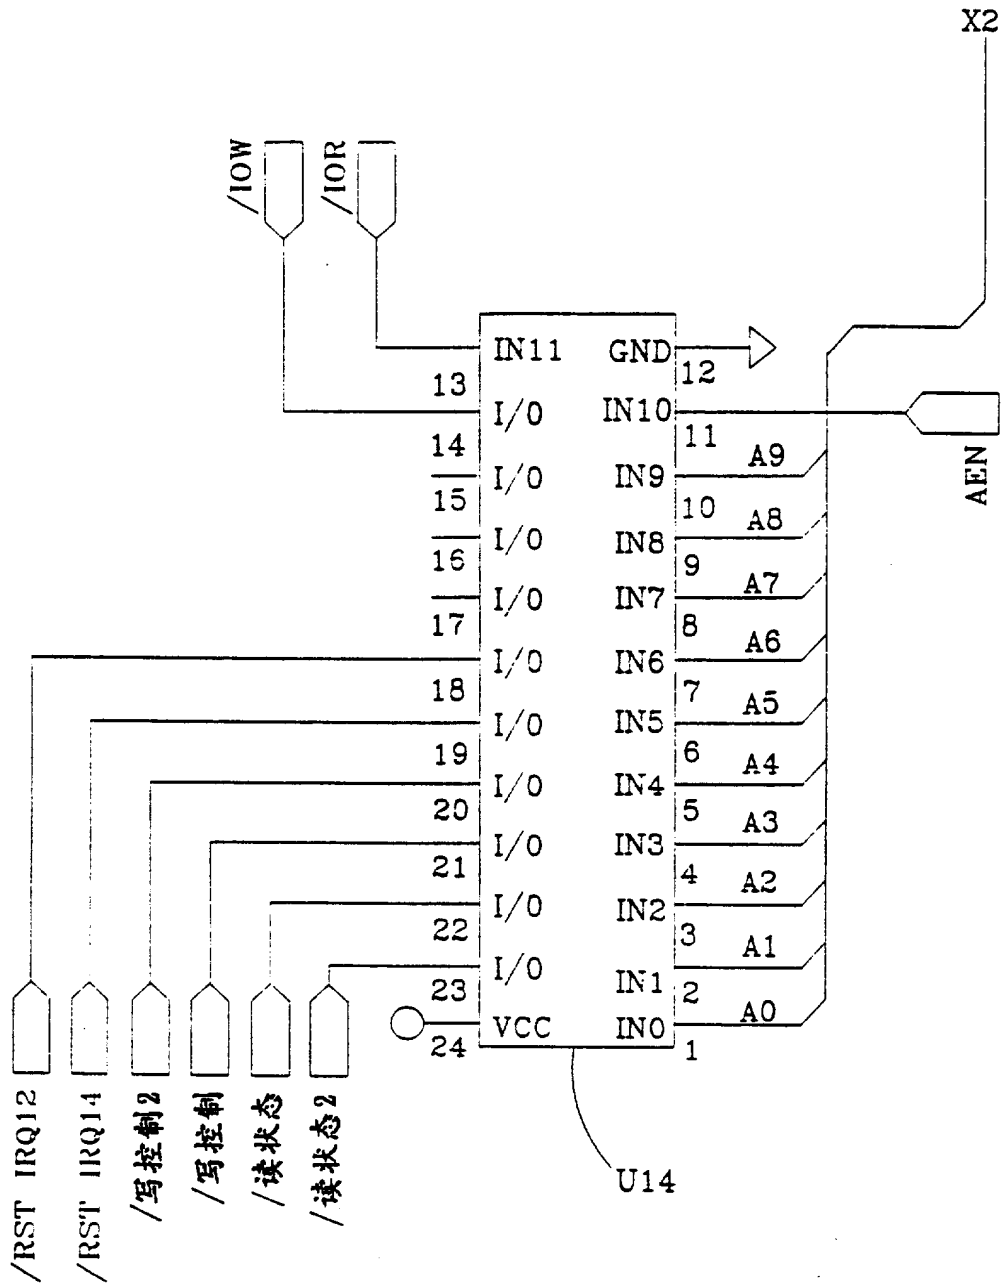 X2
/IOW
/IOR
IN11 GND
13 12
I/O IN10
14 11
AEN
I/O IN9 A9
15 10
I/O IN8 A8
16 9
I/O IN7 A7
17 8
I/O IN6 A6
18 7
I/O IN5 A5
19 6
I/O IN4 A4
20 5
I/O IN3 A3
21 4
I/O IN2 A2
22 3
I/O IN1 A1
23 2
VCC IN0 A0
24 1
/RST IRQ12
/RST IRQ14
/写控制2
/写控制
/读状态
/读状态2
U14